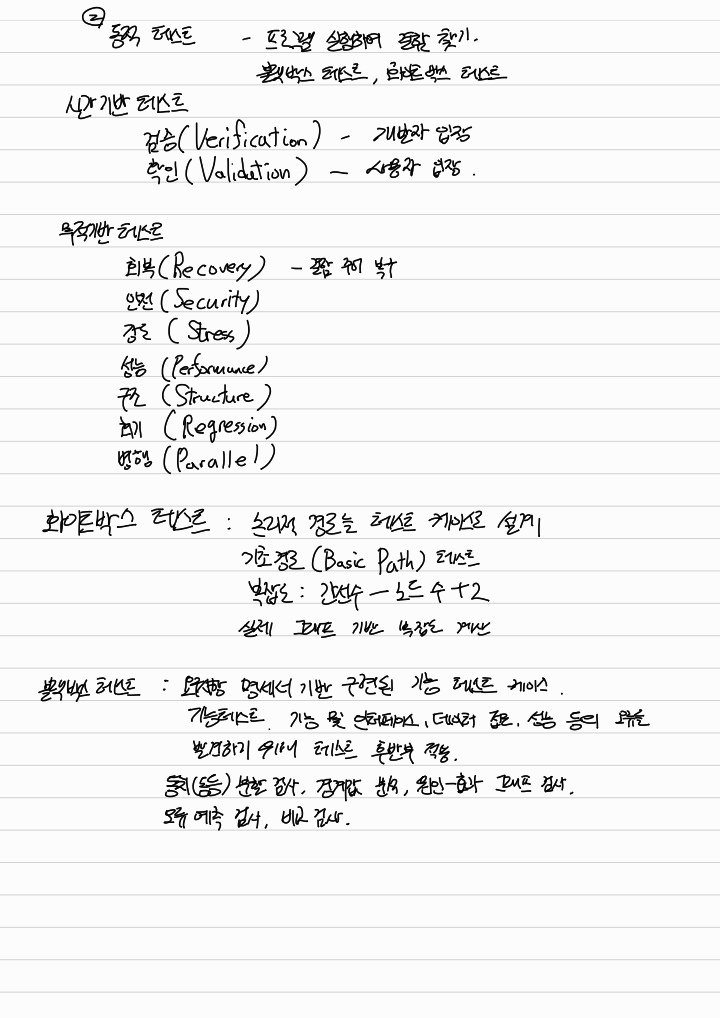 ② 동적 테스트 - 프로그램 실행하여 결함 찾기.
블랙박스 테스트, 화이트박스 테스트
시간기반 테스트
검증(Verification) - 개발자 입장
확인(Validation) - 사용자 입장.
목적기반 테스트
회복(Recovery) - 결함 주어 복구
안전(Security)
강도 (Stress)
성능 (Performance)
구조 (Structure)
회귀 (Regression)
병행 (Parallel)
화이트박스 테스트 : 논리적 경로를 테스트 케이스로 설계
기초경로(Basic Path) 테스트
복잡도 : 간선수 - 노드 수 + 2
실제 그래프 기반 복잡도 계산
블랙박스 테스트 : 요구사항 명세서 기반 구현된 기능 테스트 케이스.
기능테스트. 기능 및 인터페이스, 데이터 접근, 성능 등의 오류를
발견하기 위해 테스트 후반부 적용.
동치(동등) 분할 검사, 경계값 분석, 원인-효과 그래프 검사.
오류 예측 검사, 비교 검사.